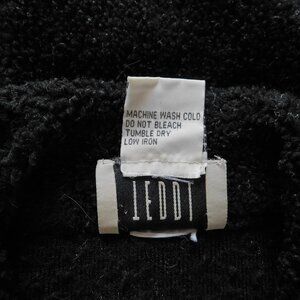 MACHINE WASH COLD
DO NOT BLEACH
TUMBLE DRY
LOW IRON
TEDDI